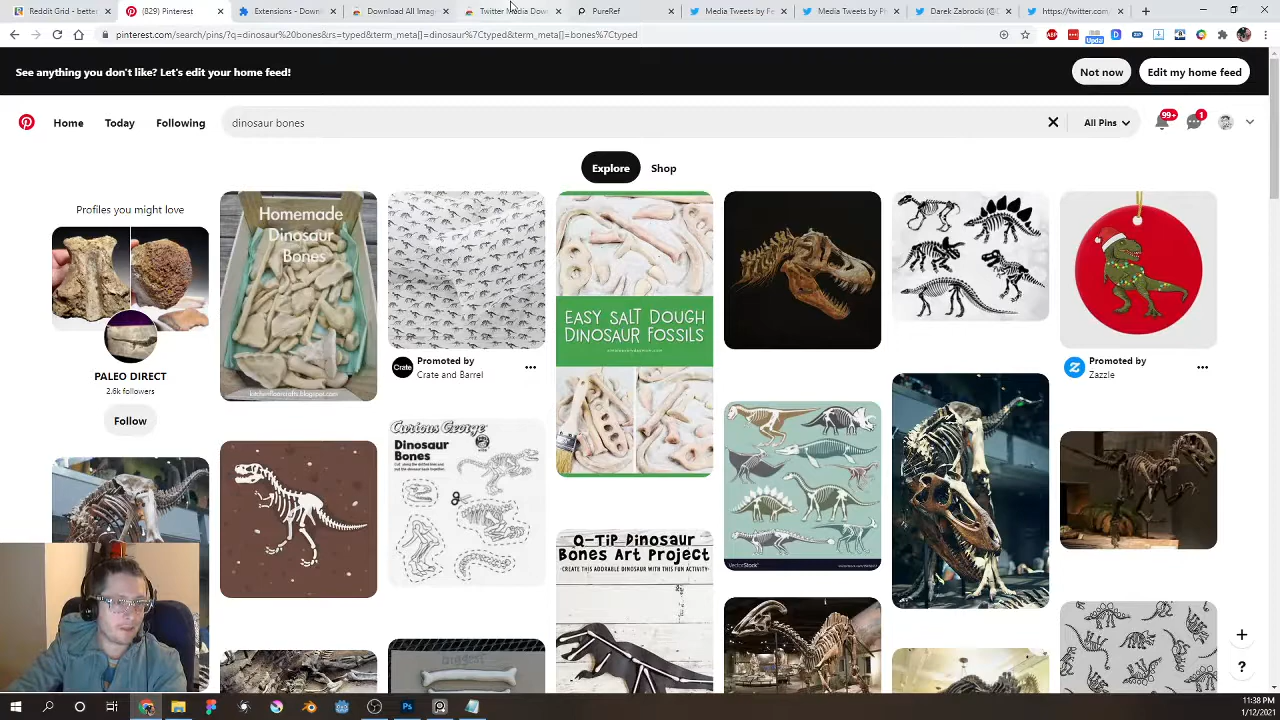 Reddit Grid - bette
(829) Pinterest
Extensions - Downl
Download All Imag
Twitter Media Dow
PureRef
Media Tweets by Fe
Media Tweets by Ph
Darek Zabrocki (@D
https://twitter.com
pinterest.com/search/pins/?q=dinosaur%20bones&rs=typed&term_meta[]=dinosaur%7Ctyped&term_meta[]=bones%7Ctyped
See anything you don't like? Let's edit your home feed!
Not now
Edit my home feed
Home
Today
Following
dinosaur bones
All Pins
99+
1
Explore
Shop
Profiles you might love
PALEO DIRECT
2.6k followers
Follow
Homemade
Dinosaur
Bones
Promoted by
Crate and Barrel
Crate
EASY SALT DOUGH
DINOSAUR FOSSILS
Promoted by
Zazzle
Curious George
Dinosaur
Bones
Q-TIP DINOSAUR
BONES ART PROJECT
•CREATE THIS ADORABLE DINOSAUR WITH THIS FUN ACTIVITY•
VectorStock
biggest
11:38 PM
1/12/2021